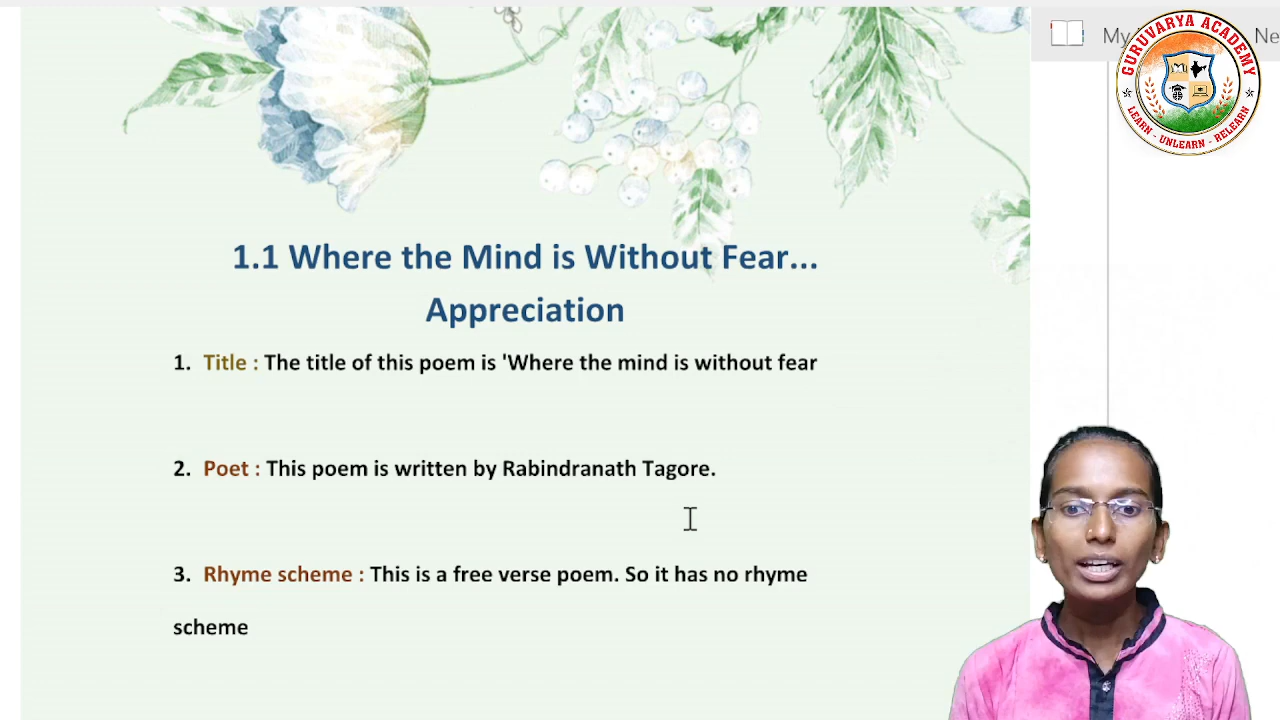 My
Ne
GURUVARYA ACADEMY
LEARN - UNLEARN - RELEARN
1.1 Where the Mind is Without Fear...
Appreciation
1. Title : The title of this poem is 'Where the mind is without fear
2. Poet : This poem is written by Rabindranath Tagore.
3. Rhyme scheme : This is a free verse poem. So it has no rhyme
scheme